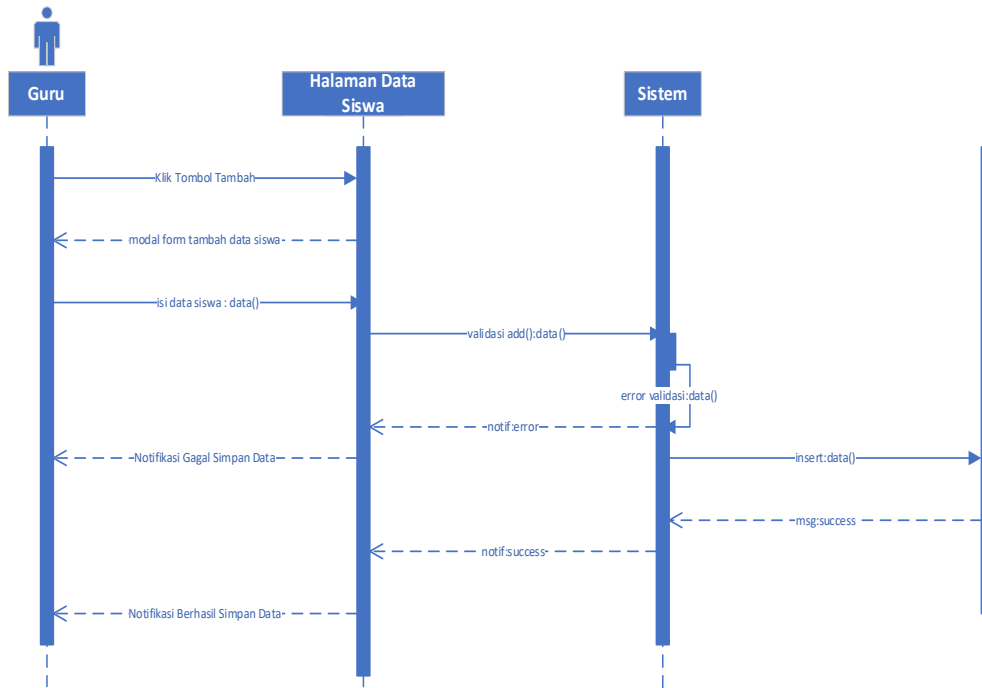 Guru
Halaman Data
Siswa
Sistem
Klik Tombol Tambah
modal form tambah data siswa
isi data siswa : data()
validasi add():data()
error validasi:data()
notif:error
Notifikasi Gagal Simpan Data
insert:data()
msg:success
notif:success
Notifikasi Berhasil Simpan Data